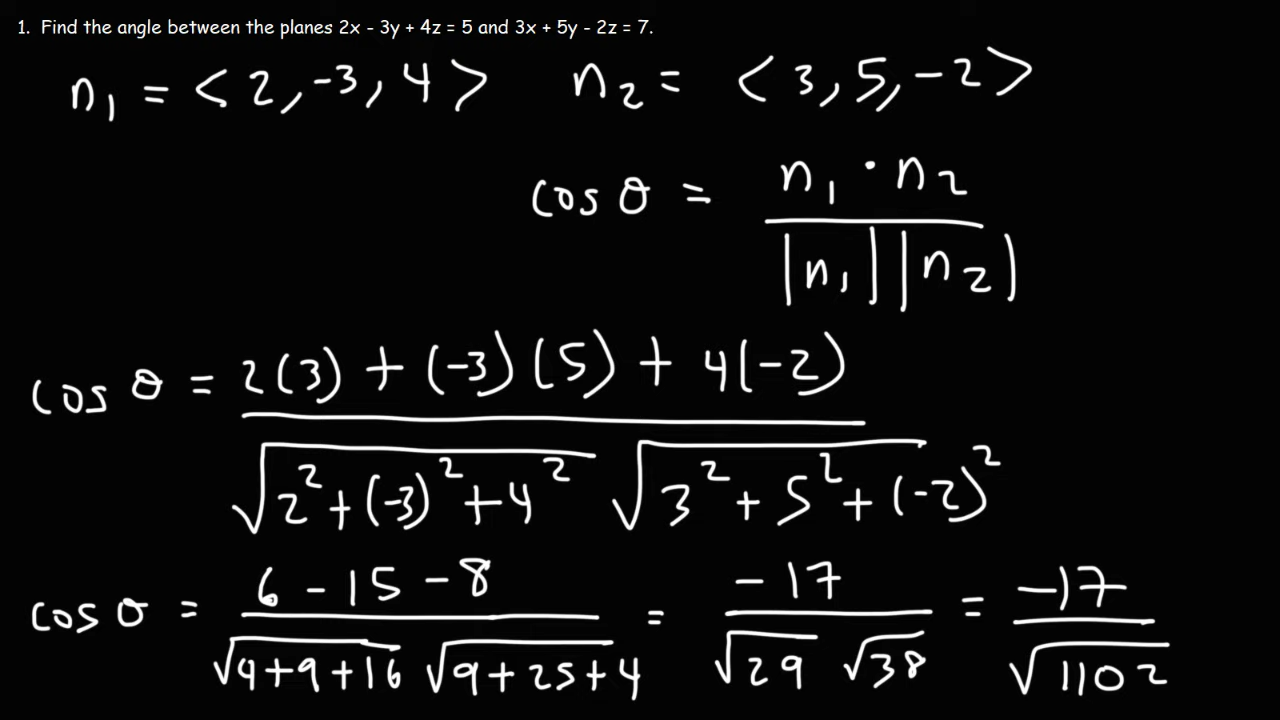 1. Find the angle between the planes 2x - 3y + 4z = 5 and 3x + 5y - 2z = 7.
n₁ = <2, -3, 4> n₂ = <3, 5, -2>
cos θ = n₁ · n₂ / |n₁| |n₂|
cos θ = 2(3) + (-3)(5) + 4(-2) / √(2² + (-3)² + 4²) √(3² + 5² + (-2)²)
cos θ = 6 - 15 - 8 / √(4+9+16) √(9+25+4) = -17 / √29 √38 = -17 / √1102